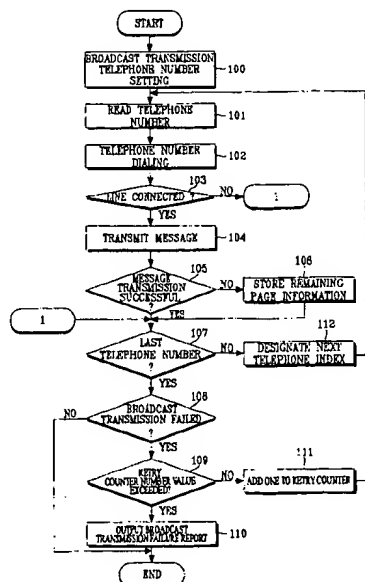 START
BROADCAST TRANSMISSION
TELEPHONE NUMBER
SETTING
100
READ TELEPHONE
NUMBER
101
TELEPHONE NUMBER
DIALING
102
103
LINE CONNECTED ?
NO
1
YES
TRANSMIT MESSAGE
104
105
MESSAGE
TRANSMISSION
SUCCESSFUL
?
NO
106
STORE REMAINING
PAGE INFORMATION
1
YES
107
LAST
TELEPHONE NUMBER
?
NO
112
DESIGNATE NEXT
TELEPHONE INDEX
YES
108
NO
BROADCAST
TRANSMISSION FAILED
?
YES
109
RETRY
COUNTER NUMBER VALUE
EXCEEDED?
NO
111
ADD ONE TO RETRY COUNTER
YES
OUTPUT BROADCAST
TRANSMISSION FAILURE REPORT
110
END